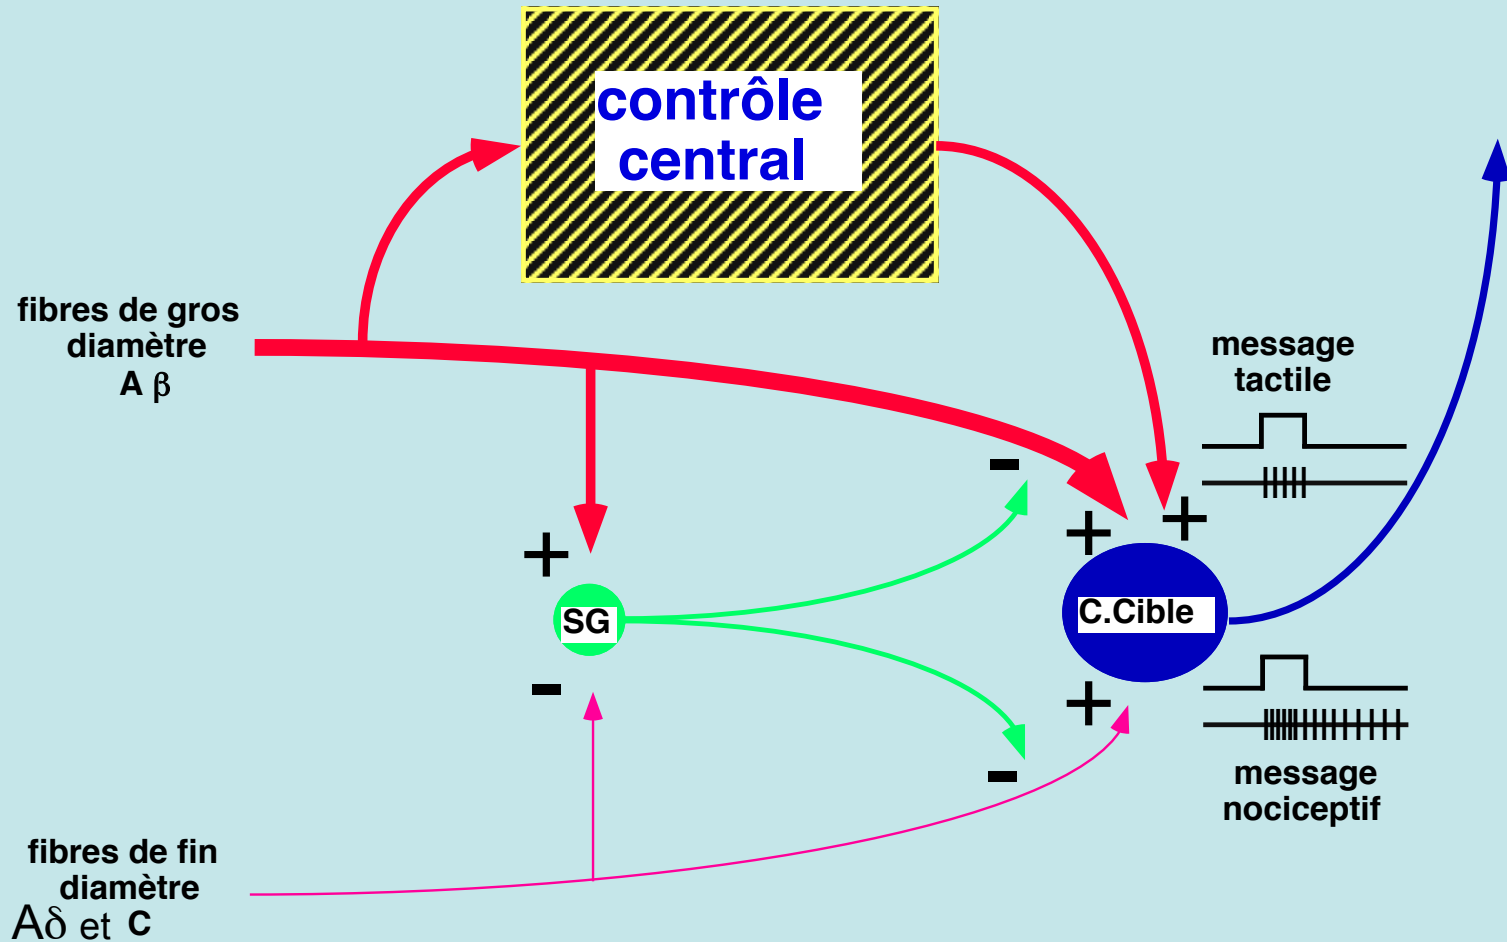 contrôle
central
fibres de gros
diamètre
A β
message
tactile
-
+
+
+
SG
C.Cible
-
+
-
message
nociceptif
fibres de fin
diamètre
Aδ et C